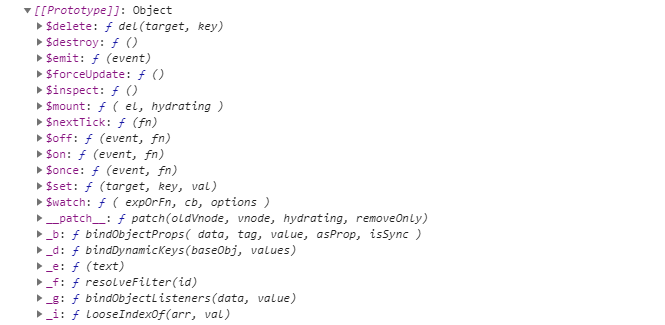 [[Prototype]]: Object
$delete: ƒ del(target, key)
$destroy: ƒ ()
$emit: ƒ (event)
$forceUpdate: ƒ ()
$inspect: ƒ ()
$mount: ƒ ( el, hydrating )
$nextTick: ƒ (fn)
$off: ƒ (event, fn)
$on: ƒ (event, fn)
$once: ƒ (event, fn)
$set: ƒ (target, key, val)
$watch: ƒ ( expOrFn, cb, options )
__patch__: ƒ patch(oldVnode, vnode, hydrating, removeOnly)
_b: ƒ bindObjectProps( data, tag, value, asProp, isSync )
_d: ƒ bindDynamicKeys(baseObj, values)
_e: ƒ (text)
_f: ƒ resolveFilter(id)
_g: ƒ bindObjectListeners(data, value)
_i: ƒ looseIndexOf(arr, val)